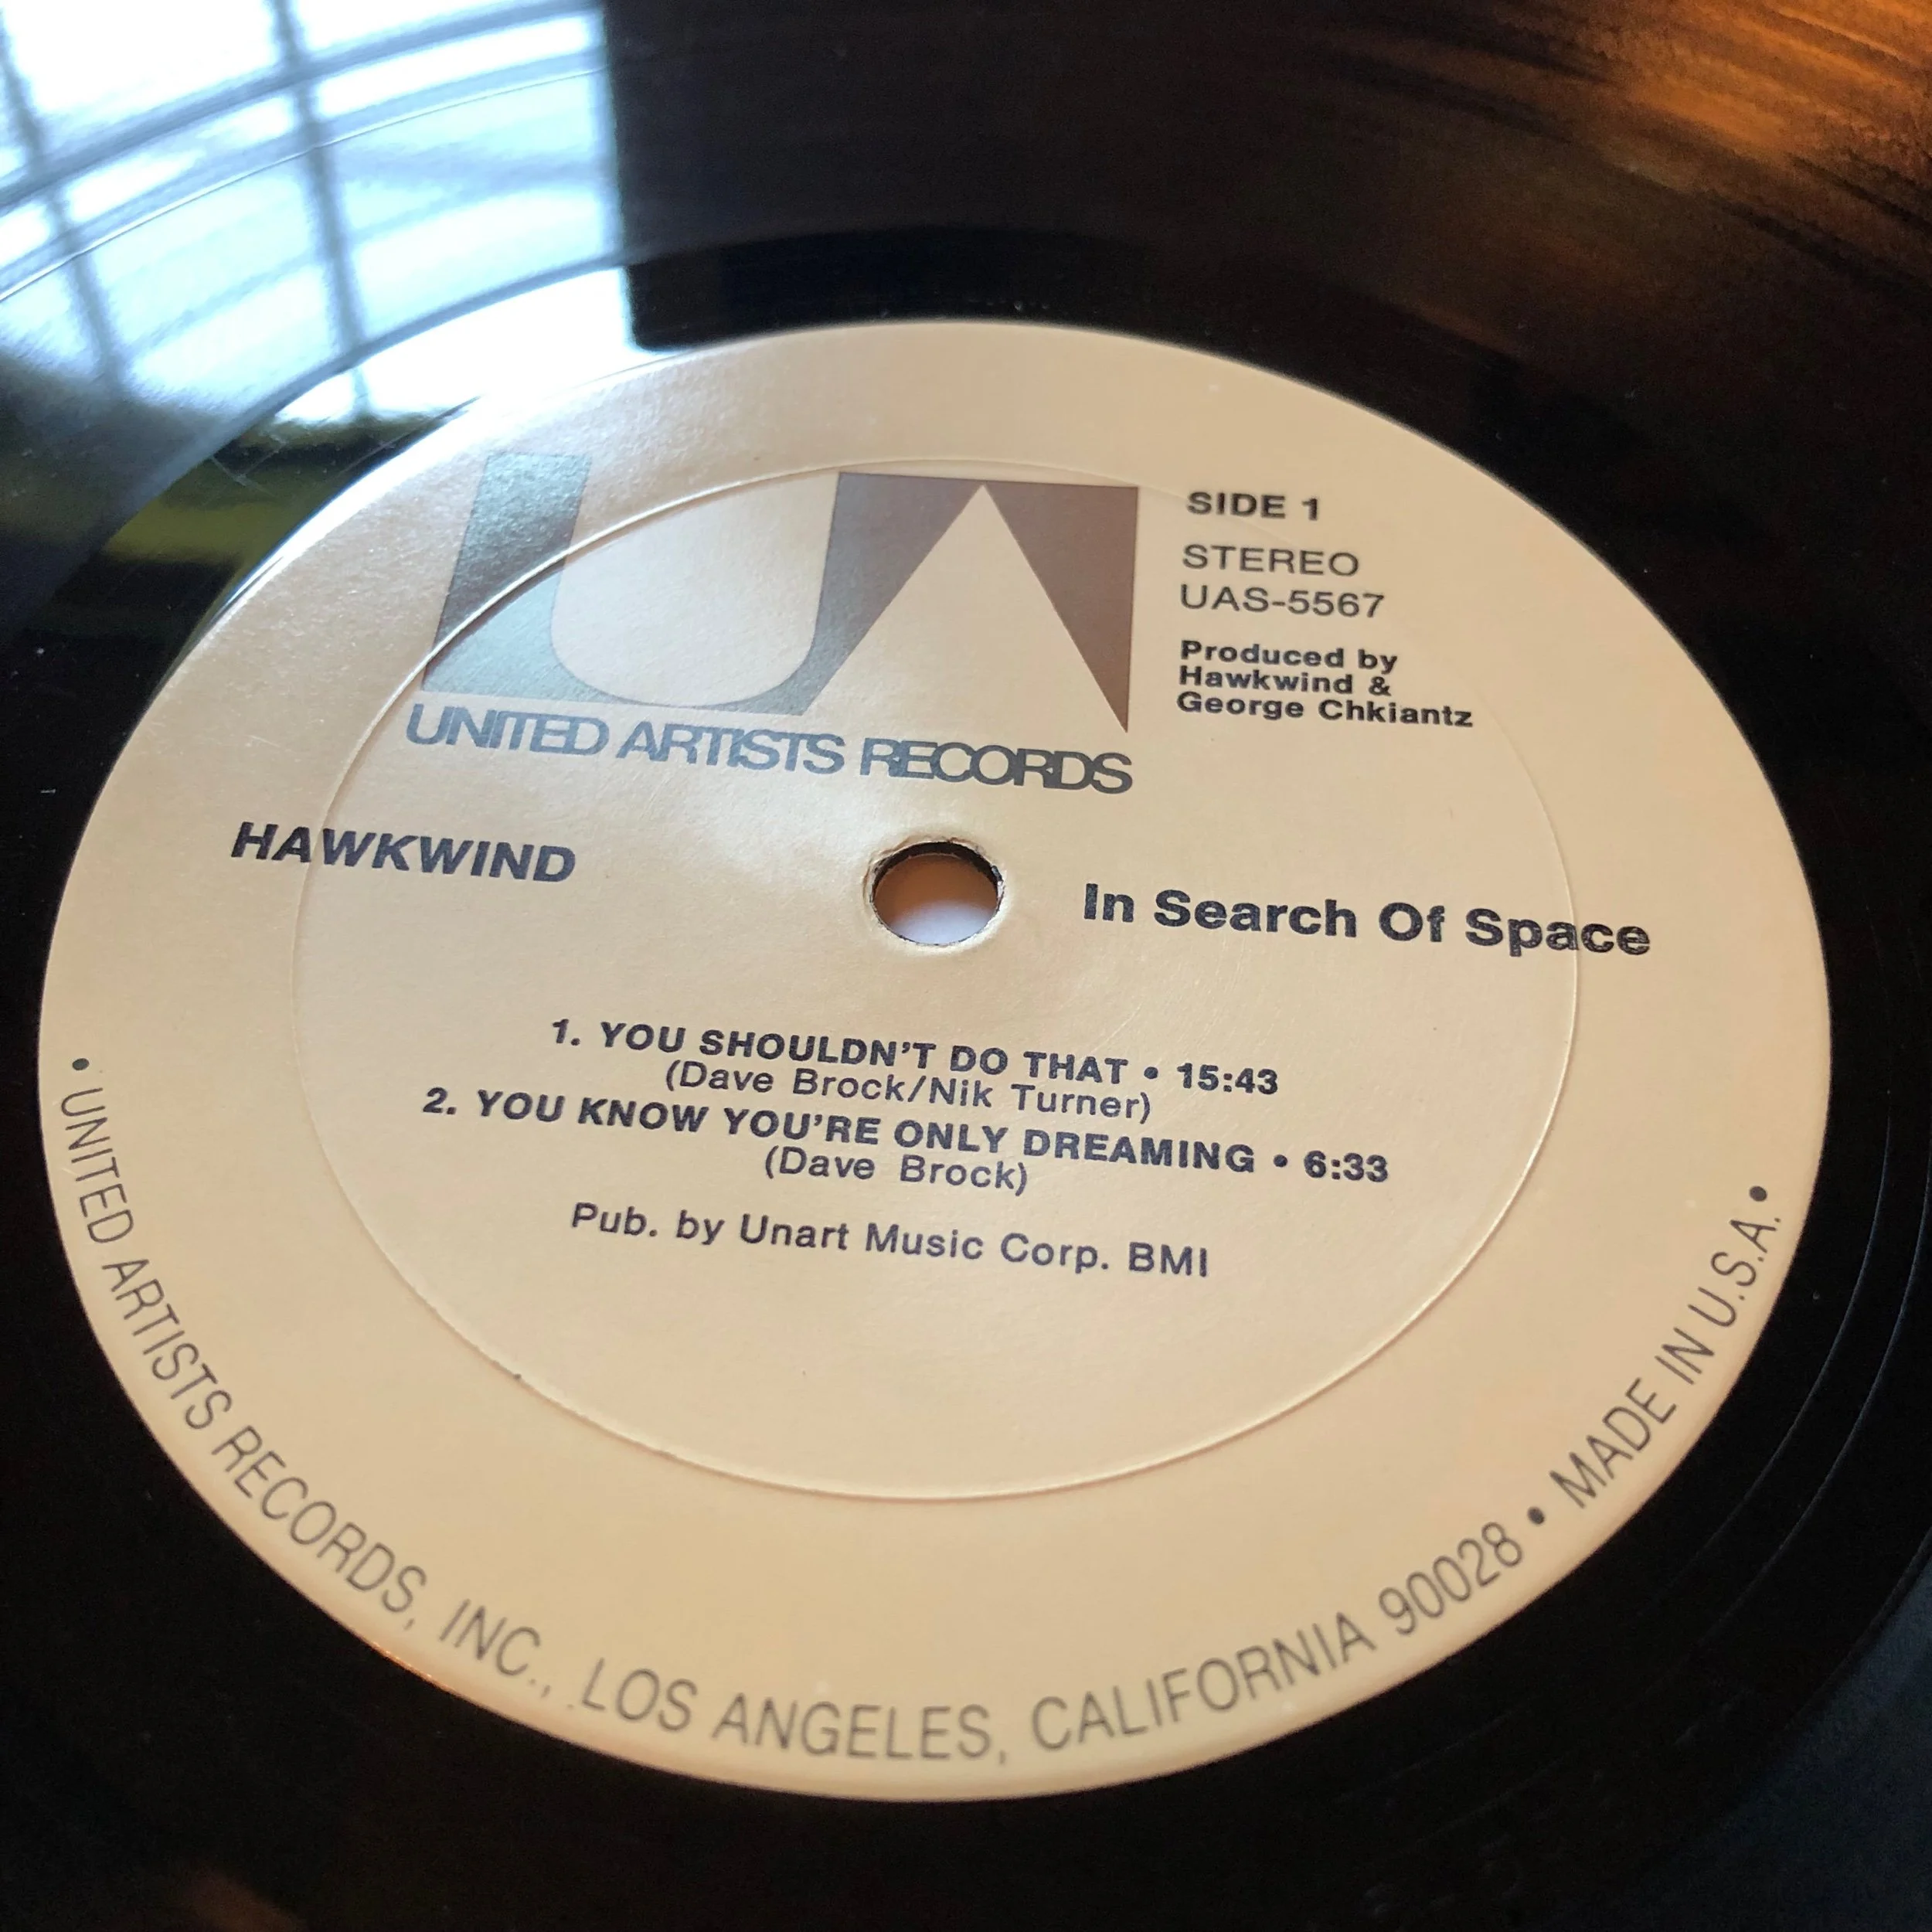 UA
UNITED ARTISTS RECORDS
SIDE 1
STEREO
UAS-5567
Produced by
Hawkwind &
George Chkiantz
HAWKWIND
In Search Of Space
1. YOU SHOULDN'T DO THAT • 15:43
(Dave Brock/Nik Turner)
2. YOU KNOW YOU'RE ONLY DREAMING • 6:33
(Dave Brock)
Pub. by Unart Music Corp. BMI
• UNITED ARTISTS RECORDS, INC., LOS ANGELES, CALIFORNIA 90028 • MADE IN U.S.A. •